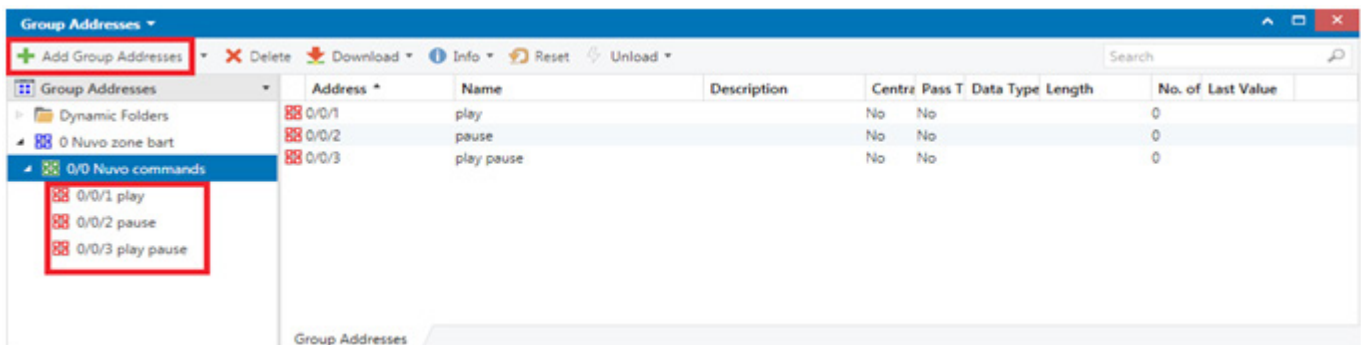 Group Addresses
Add Group Addresses Delete Download Info Reset Unload Search
Group Addresses Address Name Description Centra Pass T Data Type Length No. of Last Value
Dynamic Folders 0/0/1 play No No 0
0 Nuvo zone bart 0/0/2 pause No No 0
0/0 Nuvo commands 0/0/3 play pause No No 0
0/0/1 play
0/0/2 pause
0/0/3 play pause
Group Addresses